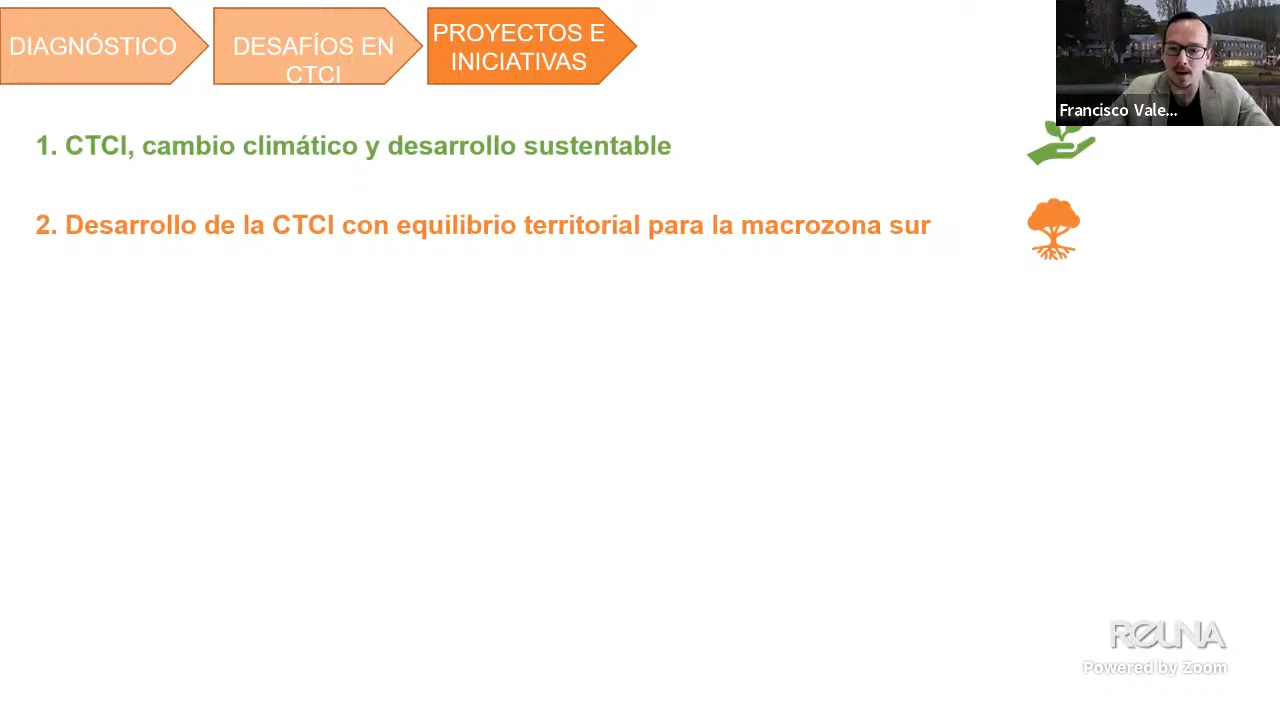 DIAGNÓSTICO
DESAFÍOS EN
CTCI
PROYECTOS E
INICIATIVAS
Francisco Vale...
1. CTCI, cambio climático y desarrollo sustentable
2. Desarrollo de la CTCI con equilibrio territorial para la macrozona sur
REUNA
Powered by Zoom